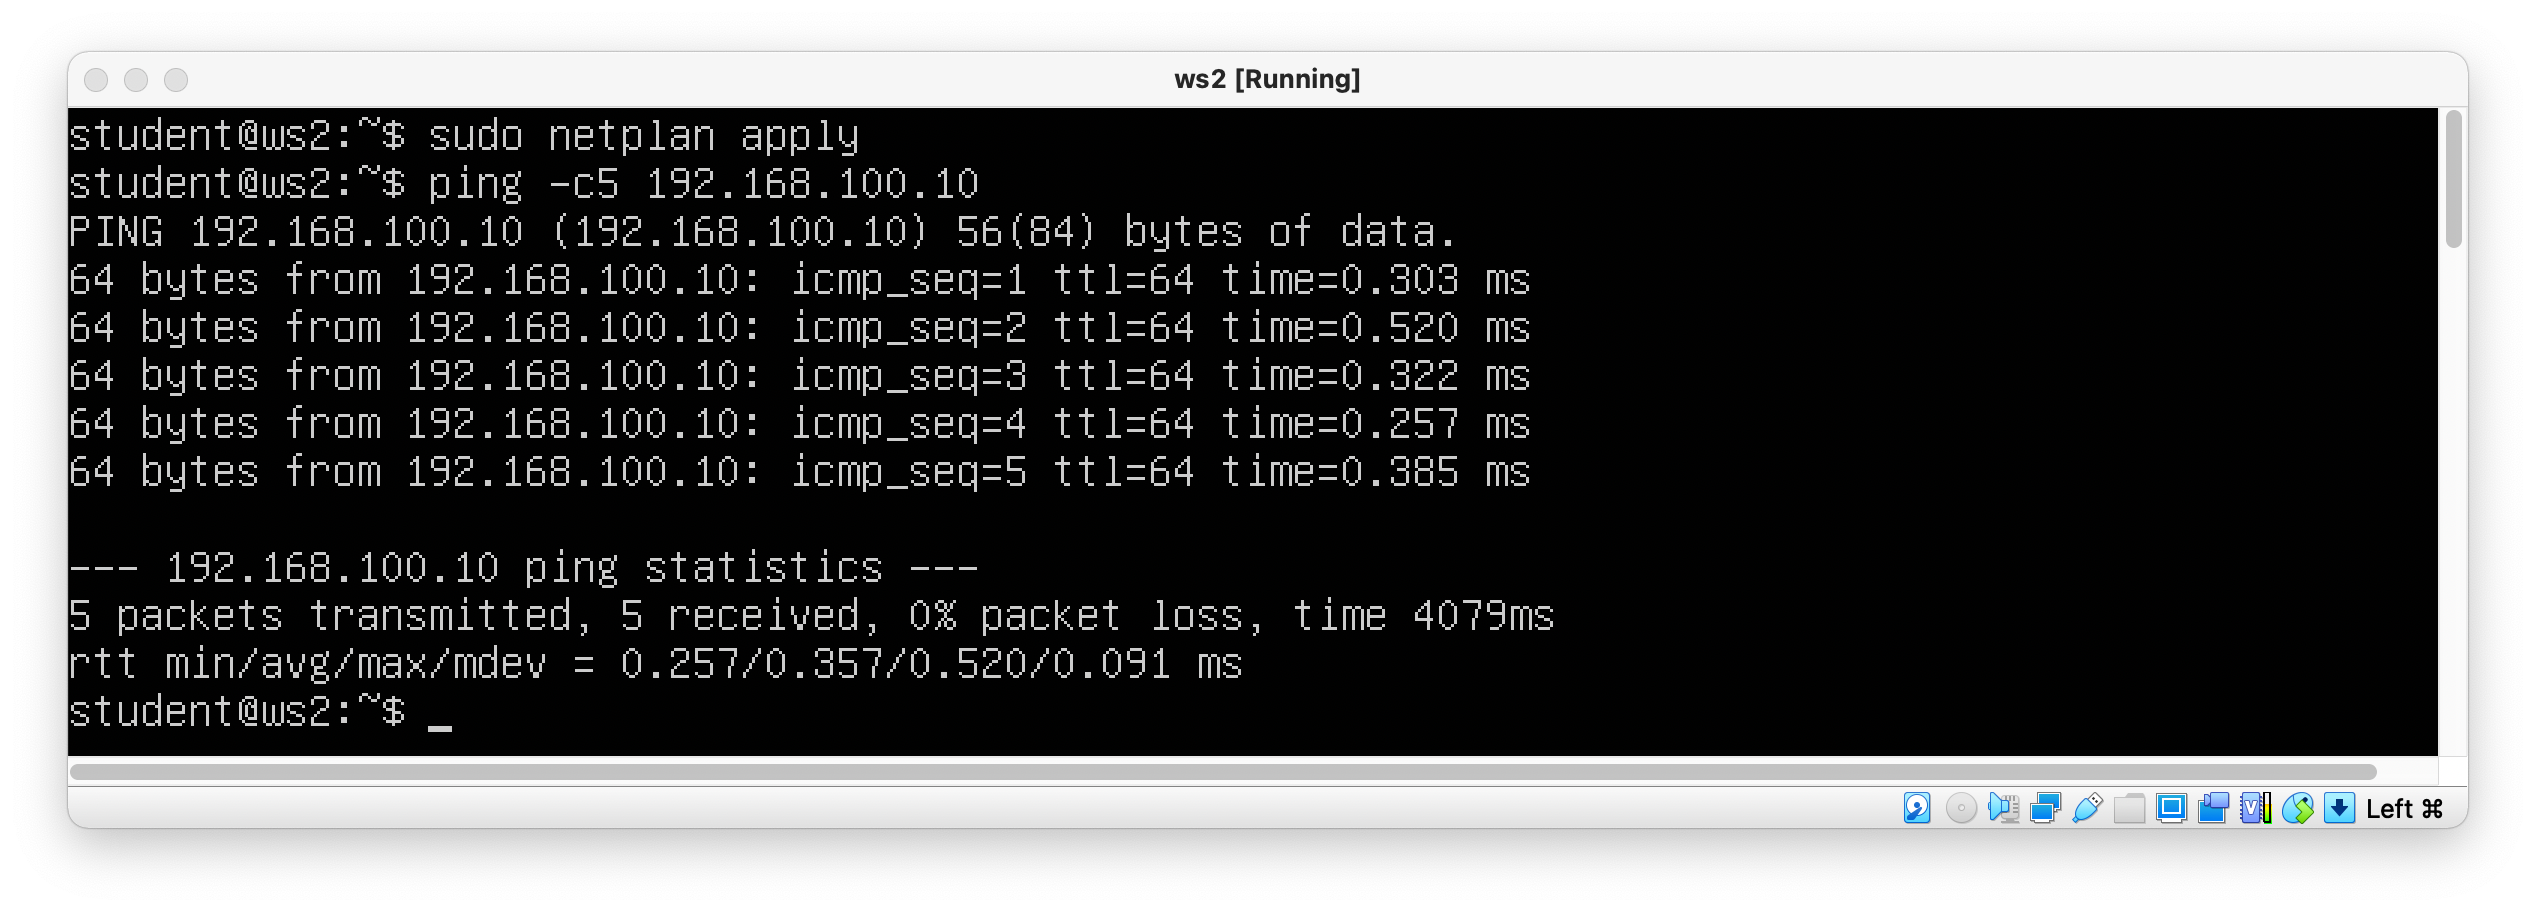 ws2 [Running]
student@ws2:~$ sudo netplan apply
student@ws2:~$ ping -c5 192.168.100.10
PING 192.168.100.10 (192.168.100.10) 56(84) bytes of data.
64 bytes from 192.168.100.10: icmp_seq=1 ttl=64 time=0.303 ms
64 bytes from 192.168.100.10: icmp_seq=2 ttl=64 time=0.520 ms
64 bytes from 192.168.100.10: icmp_seq=3 ttl=64 time=0.322 ms
64 bytes from 192.168.100.10: icmp_seq=4 ttl=64 time=0.257 ms
64 bytes from 192.168.100.10: icmp_seq=5 ttl=64 time=0.385 ms

--- 192.168.100.10 ping statistics ---
5 packets transmitted, 5 received, 0% packet loss, time 4079ms
rtt min/avg/max/mdev = 0.257/0.357/0.520/0.091 ms
student@ws2:~$ _
Left ⌘